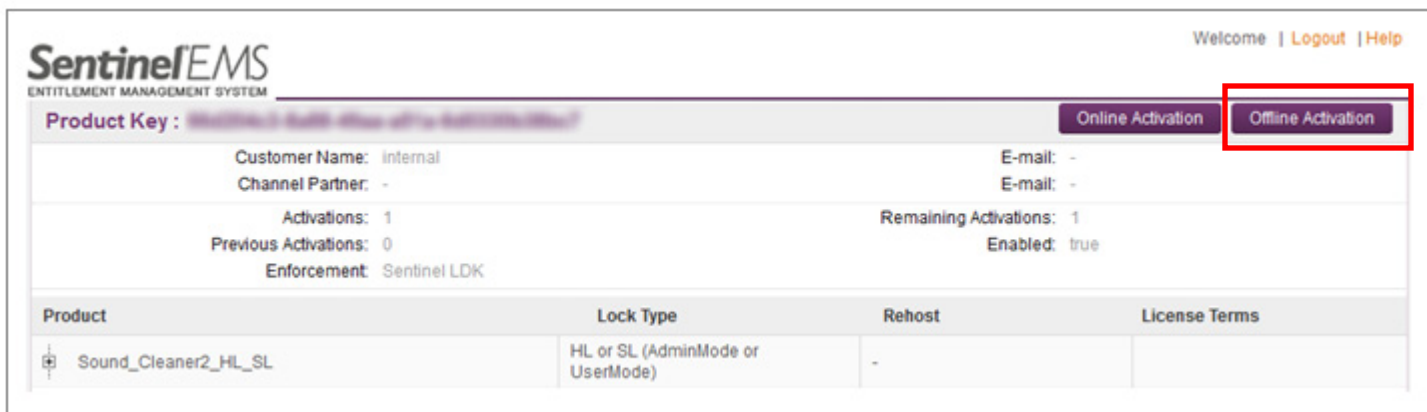 Welcome | Logout | Help
Sentinel EMS
ENTITLEMENT MANAGEMENT SYSTEM
Product Key : Online Activation Offline Activation
Customer Name: internal E-mail: -
Channel Partner: - E-mail: -
Activations: 1 Remaining Activations: 1
Previous Activations: 0 Enabled: true
Enforcement: Sentinel LDK
Product Lock Type Rehost License Terms
Sound_Cleaner2_HL_SL HL or SL (AdminMode or UserMode) -